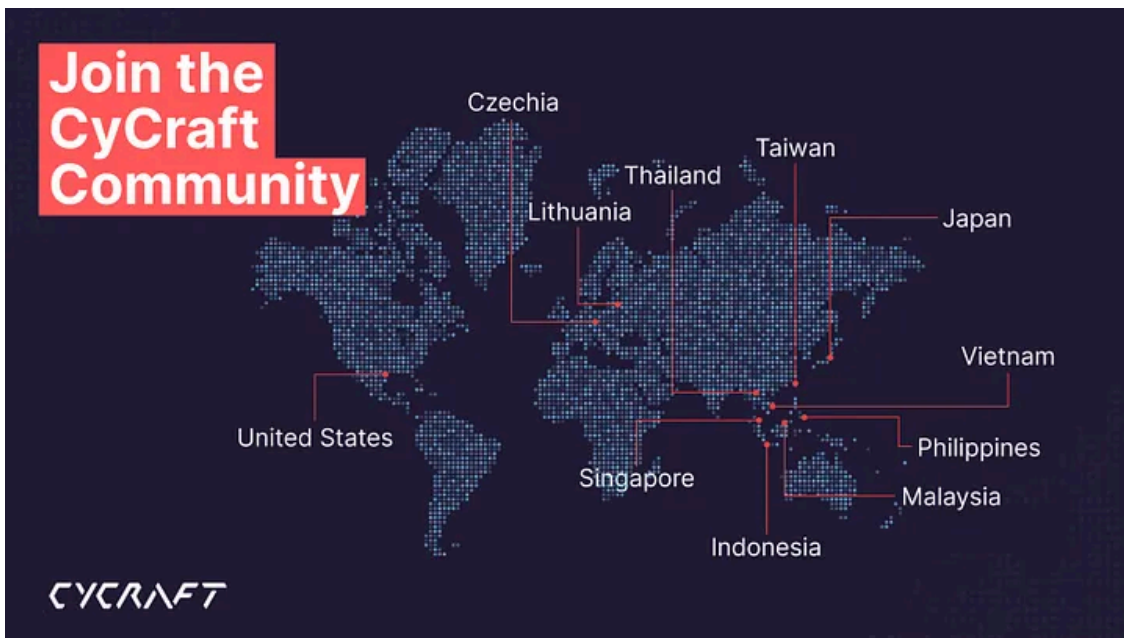 Join the
CyCraft
Community
Czechia
Taiwan
Thailand
Lithuania
Japan
Vietnam
United States
Philippines
Singapore
Malaysia
Indonesia
CYCRAFT